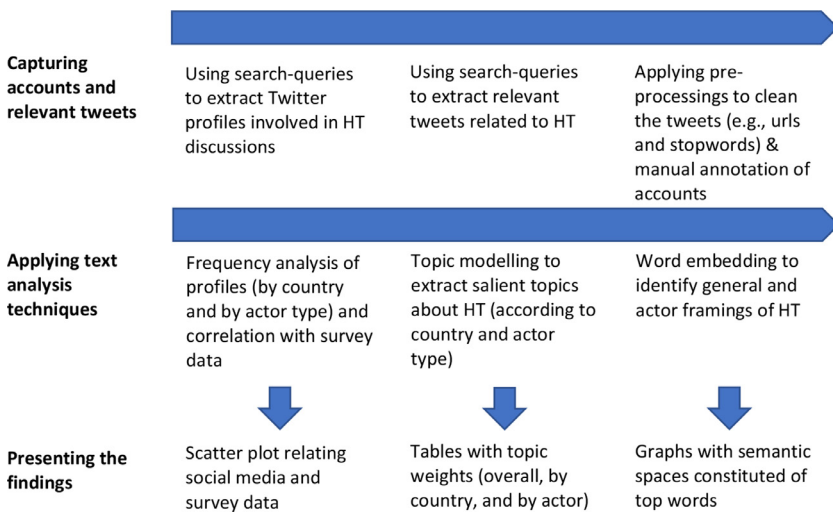 Capturing
accounts and
relevant tweets
Using search-queries
to extract Twitter
profiles involved in HT
discussions
Using search-queries
to extract relevant
tweets related to HT
Applying pre-
processings to clean
the tweets (e.g., urls
and stopwords) &
manual annotation of
accounts
Applying text
analysis
techniques
Frequency analysis of
profiles (by country
and by actor type) and
correlation with survey
data
Topic modelling to
extract salient topics
about HT (according to
country and actor
type)
Word embedding to
identify general and
actor framings of HT
Presenting the
findings
Scatter plot relating
social media and
survey data
Tables with topic
weights (overall, by
country, and by actor)
Graphs with semantic
spaces constituted of
top words